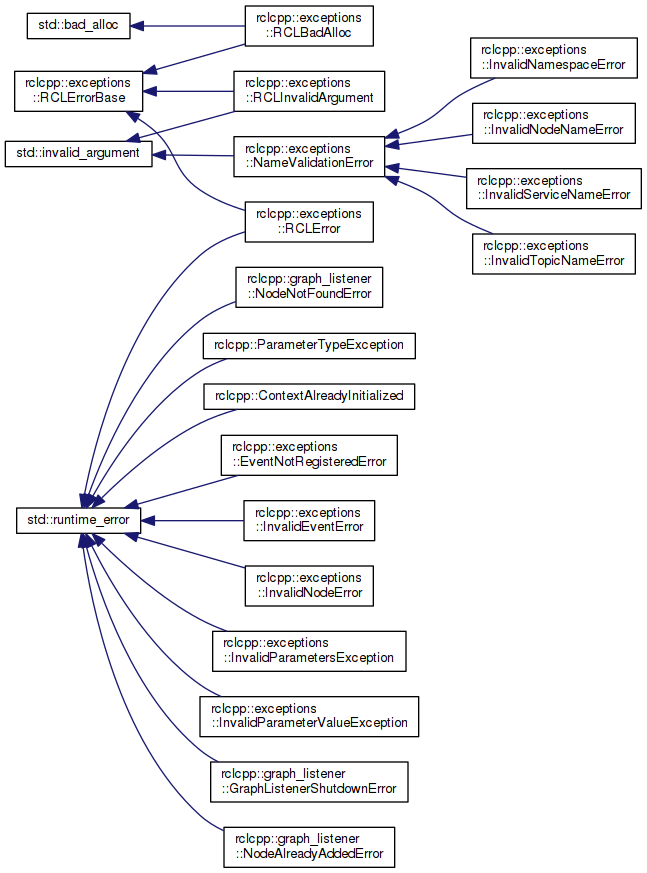 std::bad_alloc
rclcpp::exceptions
::RCLBadAlloc
rclcpp::exceptions
::RCLErrorBase
rclcpp::exceptions
::RCLInvalidArgument
std::invalid_argument
rclcpp::exceptions
::NameValidationError
rclcpp::exceptions
::InvalidNamespaceError
rclcpp::exceptions
::InvalidNodeNameError
rclcpp::exceptions
::InvalidServiceNameError
rclcpp::exceptions
::InvalidTopicNameError
rclcpp::exceptions
::RCLError
rclcpp::graph_listener
::NodeNotFoundError
rclcpp::ParameterTypeException
rclcpp::ContextAlreadyInitialized
rclcpp::exceptions
::EventNotRegisteredError
std::runtime_error
rclcpp::exceptions
::InvalidEventError
rclcpp::exceptions
::InvalidNodeError
rclcpp::exceptions
::InvalidParametersException
rclcpp::exceptions
::InvalidParameterValueException
rclcpp::graph_listener
::GraphListenerShutdownError
rclcpp::graph_listener
::NodeAlreadyAddedError